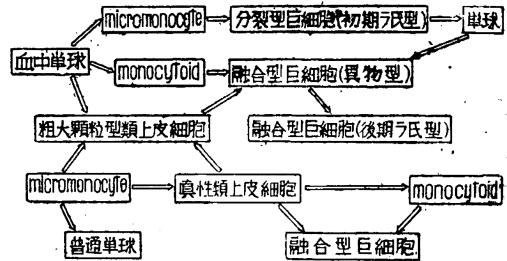 micromonocyte
分裂型巨細胞(初期ラ氏型)
単球
血中単球
monocytoid
融合型巨細胞(異物型)
粗大顆粒型類上皮細胞
融合型巨細胞(後期ラ氏型)
micromonocyte
真性類上皮細胞
monocytoid
普通単球
融合型巨細胞